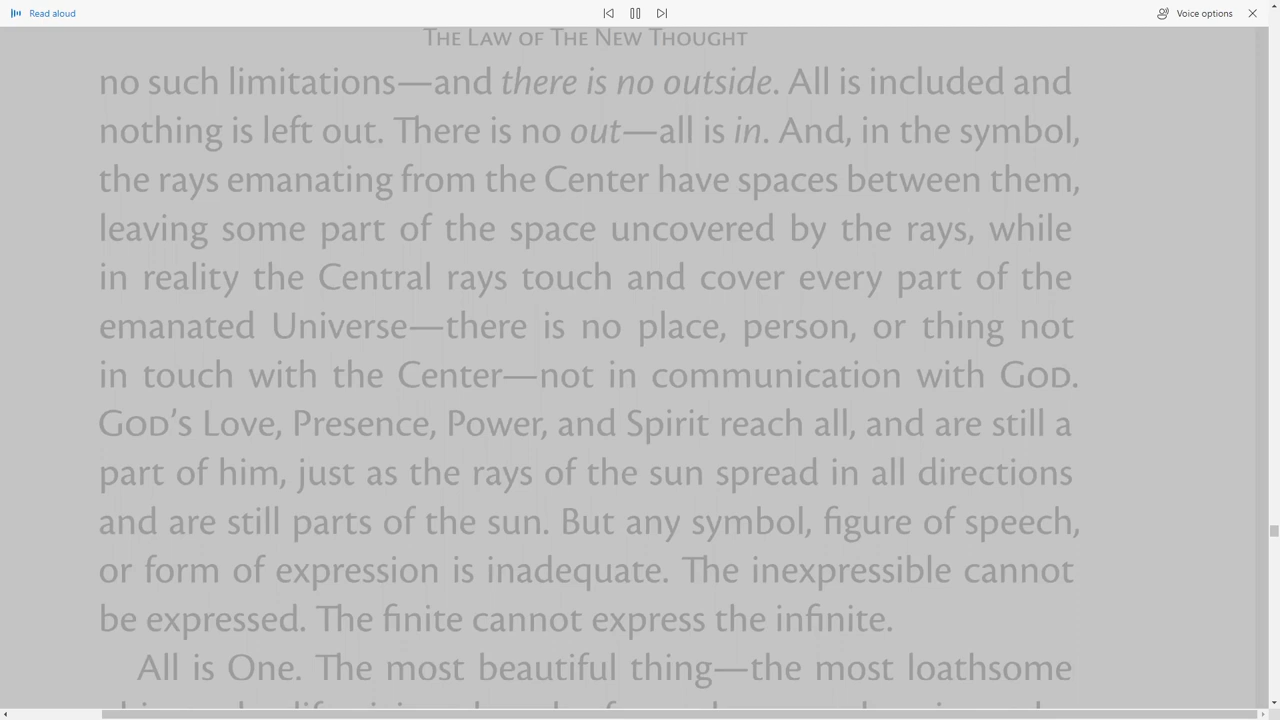 Read aloud
Voice options
The Law of The New Thought
no such limitations—and there is no outside. All is included and
nothing is left out. There is no out—all is in. And, in the symbol,
the rays emanating from the Center have spaces between them,
leaving some part of the space uncovered by the rays, while
in reality the Central rays touch and cover every part of the
emanated Universe—there is no place, person, or thing not
in touch with the Center—not in communication with God.
God's Love, Presence, Power, and Spirit reach all, and are still a
part of him, just as the rays of the sun spread in all directions
and are still parts of the sun. But any symbol, figure of speech,
or form of expression is inadequate. The inexpressible cannot
be expressed. The finite cannot express the infinite.
All is One. The most beautiful thing—the most loathsome